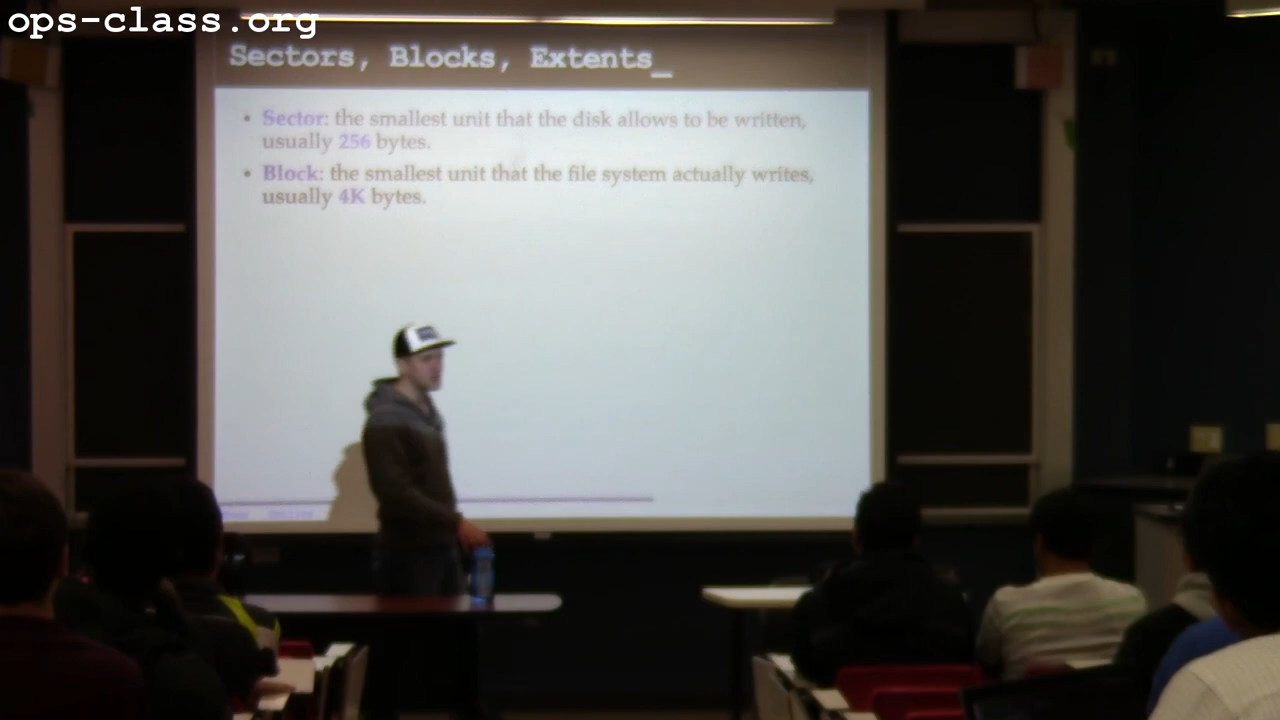 ops-class.org
Sectors, Blocks, Extents_
• Sector: the smallest unit that the disk allows to be written,
usually 256 bytes.
• Block: the smallest unit that the file system actually writes,
usually 4K bytes.